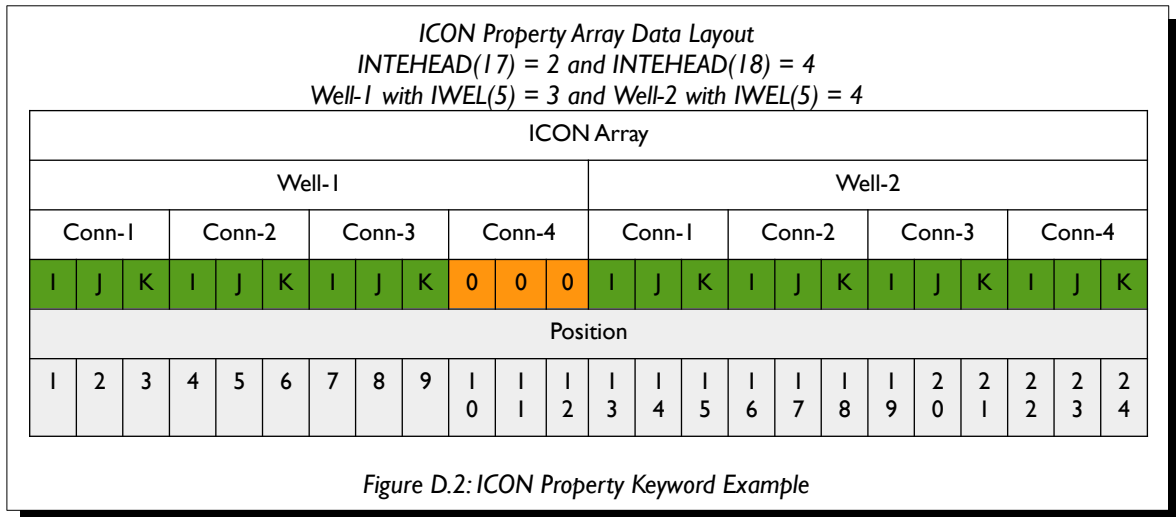 ICON Property Array Data Layout
INTEHEAD(17) = 2 and INTEHEAD(18) = 4
Well-1 with IWEL(5) = 3 and Well-2 with IWEL(5) = 4
ICON Array
Well-1 Well-2
Conn-1 Conn-2 Conn-3 Conn-4 Conn-1 Conn-2 Conn-3 Conn-4
I J K I J K I J K 0 0 0 I J K I J K I J K I J K
Position
1 2 3 4 5 6 7 8 9 10 11 12 13 14 15 16 17 18 19 20 21 22 23 24
Figure D.2: ICON Property Keyword Example